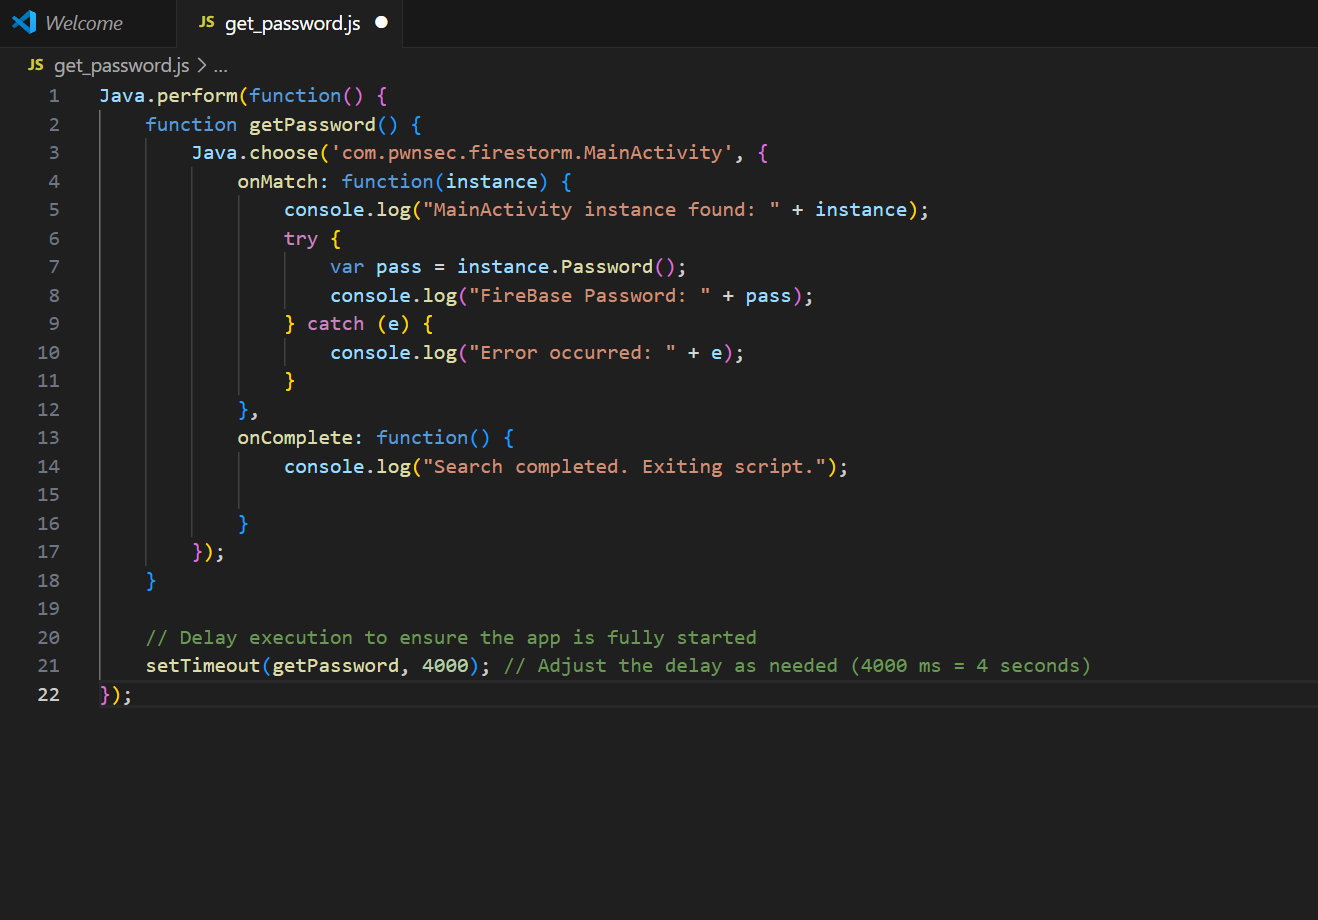 Welcome
JS get_password.js
JS get_password.js > ...
1 Java.perform(function() {
2     function getPassword() {
3         Java.choose('com.pwnsec.firestorm.MainActivity', {
4             onMatch: function(instance) {
5                 console.log("MainActivity instance found: " + instance);
6                 try {
7                     var pass = instance.Password();
8                     console.log("FireBase Password: " + pass);
9                 } catch (e) {
10                     console.log("Error occurred: " + e);
11                 }
12             },
13             onComplete: function() {
14                 console.log("Search completed. Exiting script.");
15
16             }
17         });
18     }
19
20     // Delay execution to ensure the app is fully started
21     setTimeout(getPassword, 4000); // Adjust the delay as needed (4000 ms = 4 seconds)
22 });